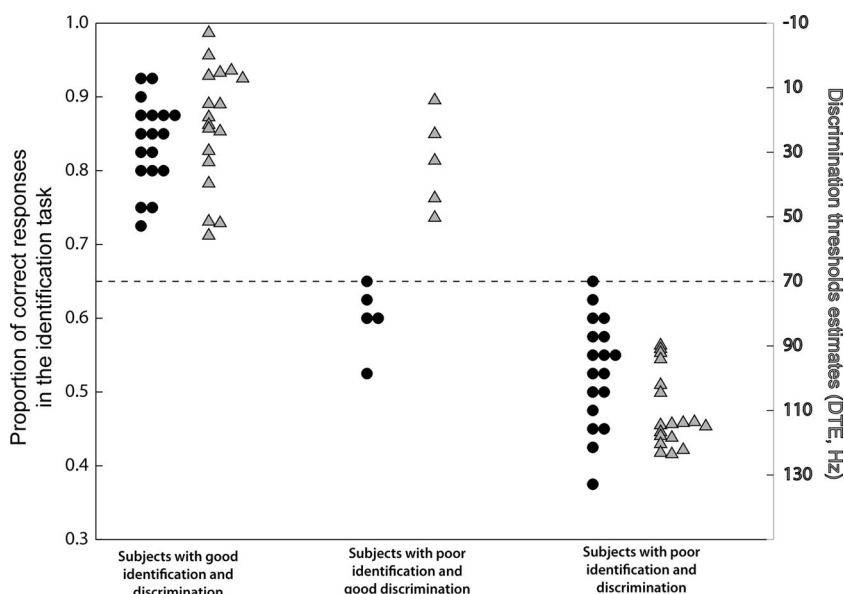 Proportion of correct responses
in the identification task
1.0
0.9
0.8
0.7
0.6
0.5
0.4
0.3
-10
10
30
50
70
90
110
130
Discrimination thresholds estimates (DTE, Hz)
Subjects with good
identification and
discrimination
Subjects with poor
identification and
good discrimination
Subjects with poor
identification and
discrimination